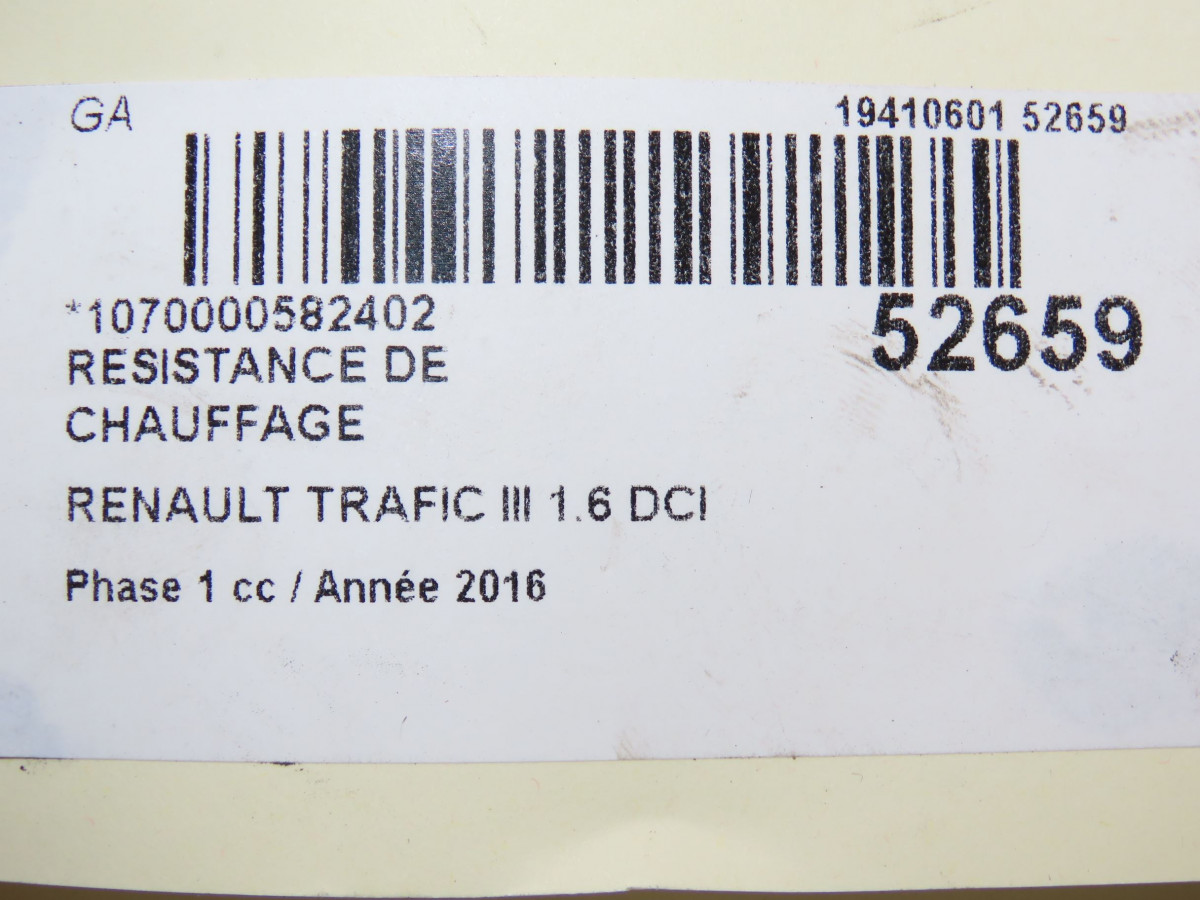 GA
19410601 52659
*1070000582402
52659
RESISTANCE DE
CHAUFFAGE
RENAULT TRAFIC III 1.6 DCI
Phase 1 cc / Année 2016